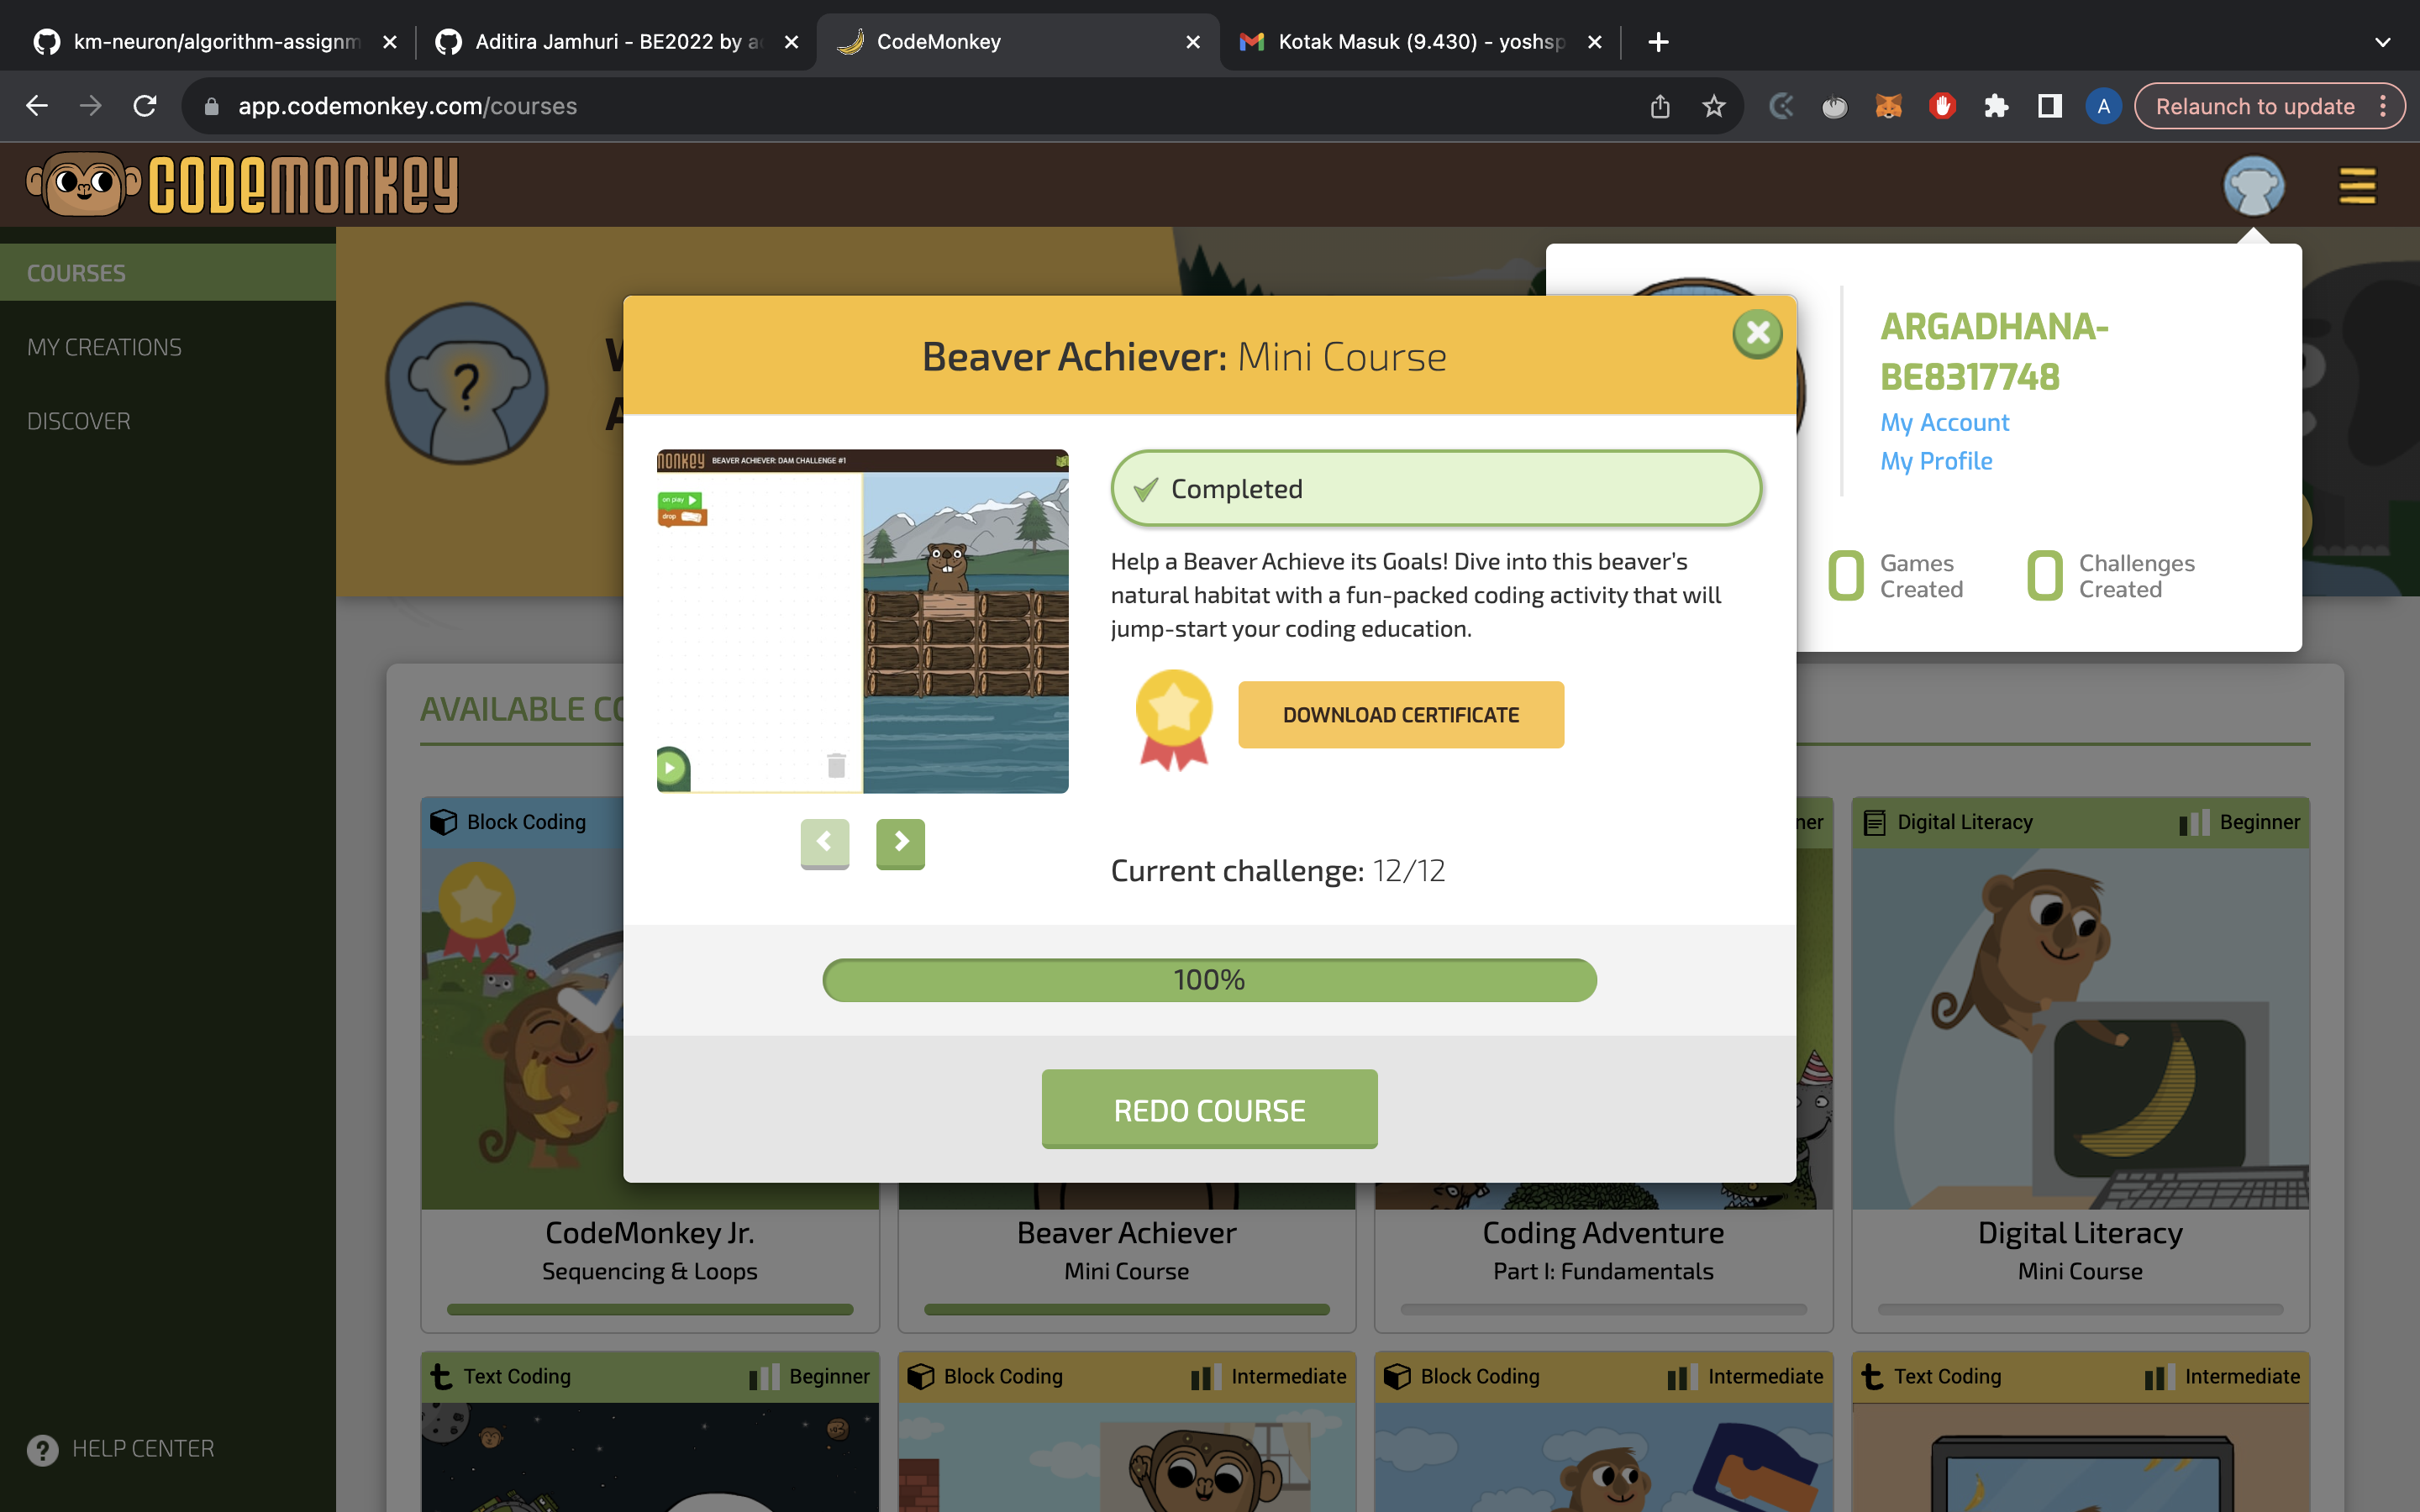 km-neuron/algorithm-assignm
Aditira Jamhuri - BE2022 by a
CodeMonkey
Kotak Masuk (9.430) - yoshsp
app.codemonkey.com/courses
A
Relaunch to update
CODEMONKEY
COURSES
MY CREATIONS
DISCOVER
HELP CENTER
?
W
A
ARGADHANA-
BE8317748
My Account
My Profile
0 Games Created
0 Challenges Created
Beaver Achiever: Mini Course
MONKEY BEAVER ACHIEVER: DAM CHALLENGE #1
on play
drop
Completed
Help a Beaver Achieve its Goals! Dive into this beaver's
natural habitat with a fun-packed coding activity that will
jump-start your coding education.
DOWNLOAD CERTIFICATE
Current challenge: 12/12
100%
REDO COURSE
AVAILABLE CO
Block Coding
ner
Digital Literacy
Beginner
CodeMonkey Jr.
Sequencing & Loops
Beaver Achiever
Mini Course
Coding Adventure
Part I: Fundamentals
Digital Literacy
Mini Course
t Text Coding
Beginner
Block Coding
Intermediate
Block Coding
Intermediate
t Text Coding
Intermediate